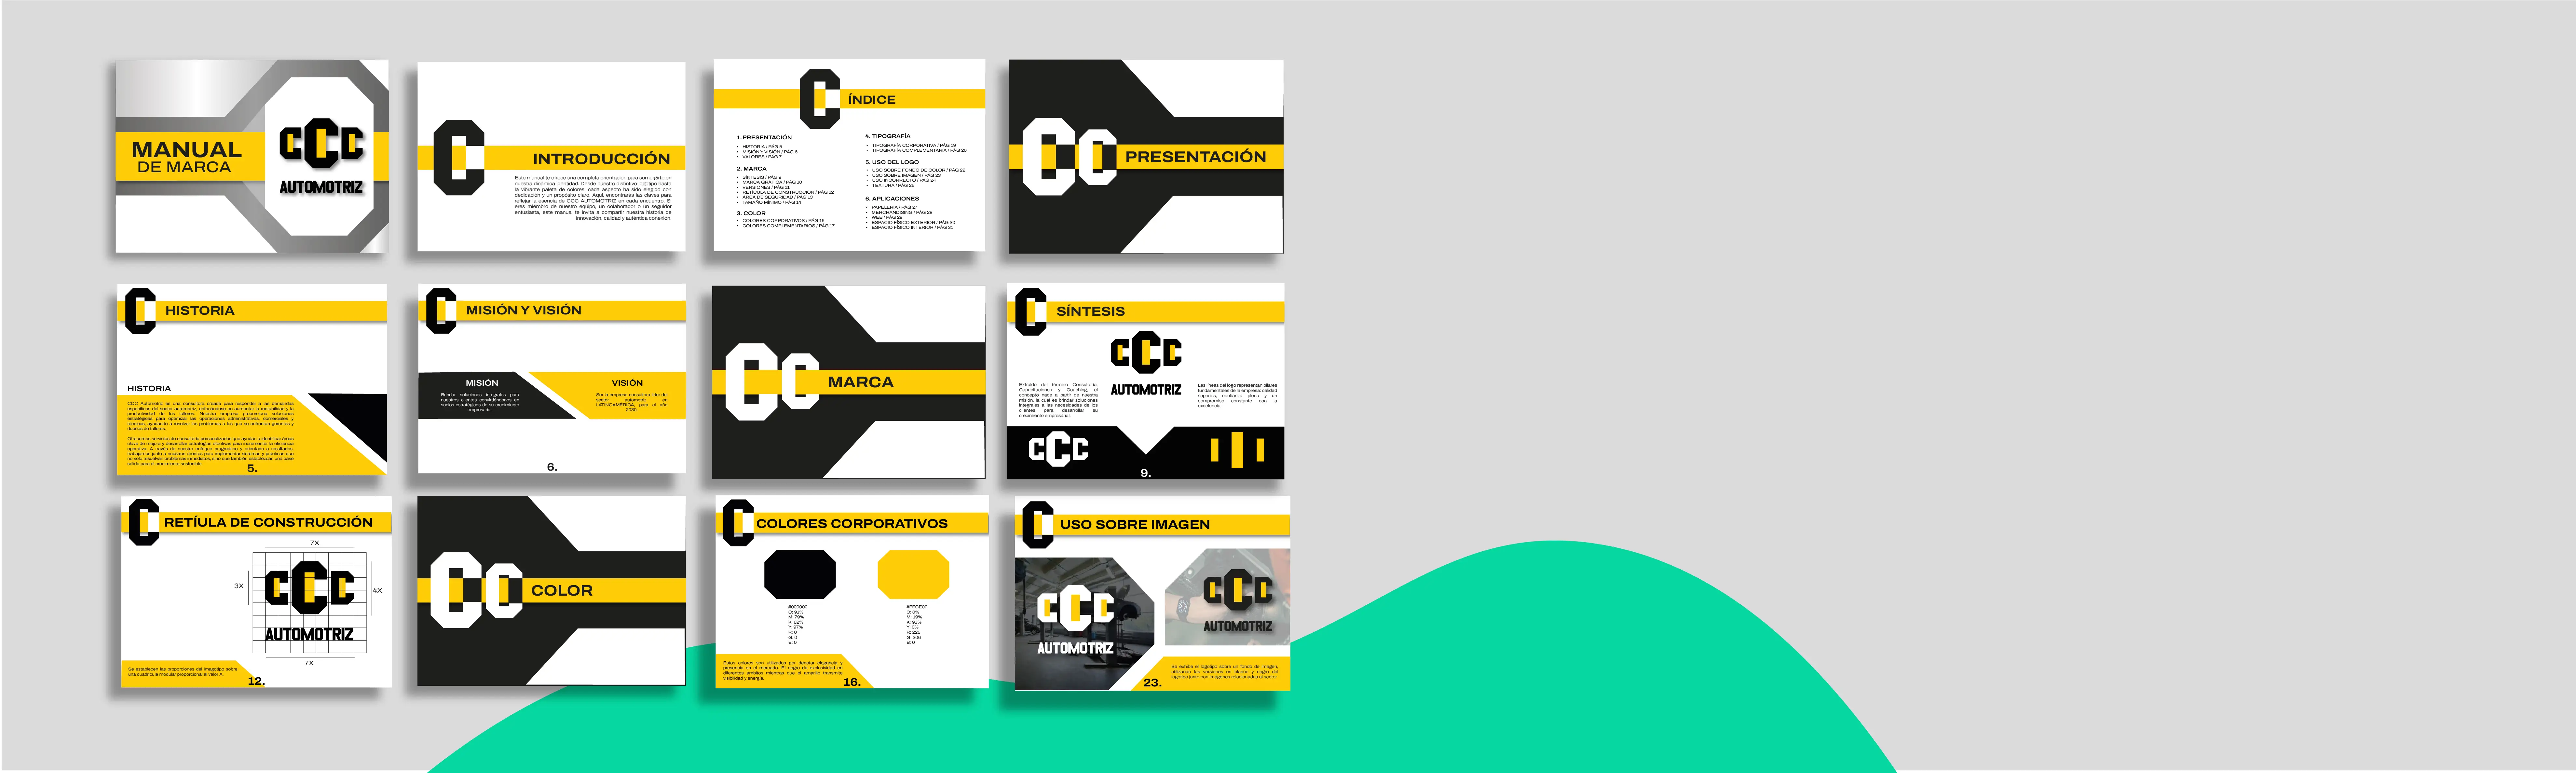 MANUAL
DE MARCA
CCC
AUTOMOTRIZ
INTRODUCCIÓN
Este manual te ofrece una completa orientación para sumergirte en
nuestra dinámica identidad. Desde nuestro distintivo logotipo hasta
la vibrante paleta de colores, cada aspecto ha sido elegido con
dedicación y un propósito claro. Aquí, encontrarás las claves para
reflejar la esencia de CCC AUTOMOTRIZ en cada encuentro. Si
eres miembro de nuestro equipo, un colaborador o un seguidor
entusiasta, este manual te invita a compartir nuestra historia de
innovación, calidad y auténtica conexión.
ÍNDICE
1. PRESENTACIÓN
• HISTORIA / PÁG 5
• MISIÓN Y VISIÓN / PÁG 6
• VALORES / PÁG 7
2. MARCA
• SÍNTESIS / PÁG 9
• MARCA GRÁFICA / PÁG 10
• VERSIONES / PÁG 11
• RETÍCULA DE CONSTRUCCIÓN / PÁG 12
• ÁREA DE SEGURIDAD / PÁG 13
• TAMAÑO MÍNIMO / PÁG 14
3. COLOR
• COLORES CORPORATIVOS / PÁG 16
• COLORES COMPLEMENTARIOS / PÁG 17
4. TIPOGRAFÍA
• TIPOGRAFÍA CORPORATIVA / PÁG 19
• TIPOGRAFÍA COMPLEMENTARIA / PÁG 20
5. USO DEL LOGO
• USO SOBRE FONDO DE COLOR / PÁG 22
• USO SOBRE IMAGEN / PÁG 23
• USO INCORRECTO / PÁG 24
• TEXTURA / PÁG 25
6. APLICACIONES
• PAPELERÍA / PÁG 27
• MERCHANDISING / PÁG 28
• WEB / PÁG 29
• ESPACIO FÍSICO EXTERIOR / PÁG 30
• ESPACIO FÍSICO INTERIOR / PÁG 31
PRESENTACIÓN
HISTORIA
HISTORIA
CCC Automotriz es una consultora creada para responder a las demandas
específicas del sector automotriz, enfocándose en aumentar la rentabilidad y la
productividad de los talleres. Nuestra empresa proporciona soluciones
estratégicas para optimizar las operaciones administrativas, comerciales y
técnicas, ayudando a resolver los problemas a los que se enfrentan gerentes y
dueños de talleres.
Ofrecemos servicios de consultoría personalizados que ayudan a identificar áreas
clave de mejora y desarrollar estrategias efectivas para incrementar la eficiencia
operativa. A través de nuestro enfoque pragmático y orientado a resultados,
trabajamos junto a nuestros clientes para implementar sistemas y prácticas que
no solo resuelvan problemas inmediatos, sino que también establezcan una base
sólida para el crecimiento sostenible.
5.
MISIÓN Y VISIÓN
MISIÓN
Brindar soluciones integrales para
nuestros clientes convirtiéndonos en
socios estratégicos de su crecimiento
empresarial.
VISIÓN
Ser la empresa consultora líder del
sector automotriz en
LATINOAMÉRICA, para el año
2030.
6.
MARCA
SÍNTESIS
CCC
AUTOMOTRIZ
Extraído del término Consultoría,
Capacitaciones y Coaching, el
concepto nace a partir de nuestra
misión, la cual es brindar soluciones
integrales a las necesidades de los
clientes para desarrollar su
crecimiento empresarial.
Las líneas del logo representan pilares
fundamentales de la empresa: calidad
superior, confianza plena y un
compromiso constante con la
excelencia.
CCC
9.
RETÍULA DE CONSTRUCCIÓN
7X
3X
4X
CCC
AUTOMOTRIZ
7X
Se establecen las proporciones del imagotipo sobre
una cuadrícula modular proporcional al valor X.
12.
COLOR
COLORES CORPORATIVOS
#000000
C: 91%
M: 79%
K: 62%
Y: 97%
R: 0
G: 0
B: 0
#FFCE00
C: 0%
M: 19%
K: 93%
Y: 0%
R: 225
G: 206
B: 0
Estos colores son utilizados por denotar elegancia y
presencia en el mercado. El negro da exclusividad en
diferentes ámbitos mientras que el amarillo transmite
visibilidad y energía.
16.
USO SOBRE IMAGEN
CCC
AUTOMOTRIZ
CCC
AUTOMOTRIZ
Se exhibe el logotipo sobre un fondo de imagen,
utilizando las versiones en blanco y negro del
logotipo junto con imágenes relacionadas al sector
23.